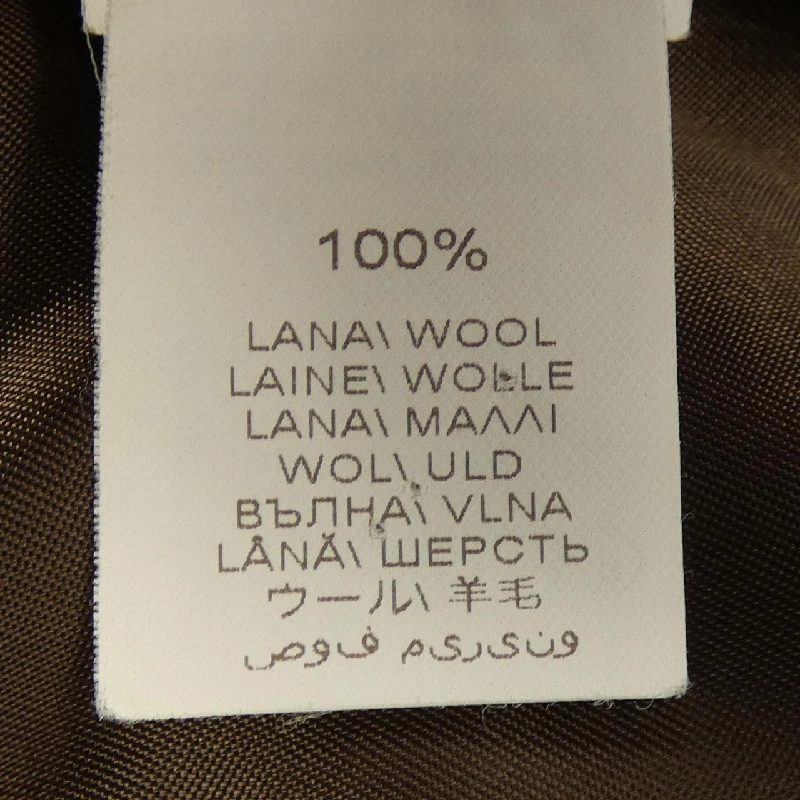 100%
LANA\ WOOL
LAINE\ WOLLE
LANA\ ΜΑΛΛΙ
WOL\ ULD
ВЪЛНА\ VLNA
LÂNĂ\ ШЕРСТЬ
ウール\ 羊毛
صوف ميرينو